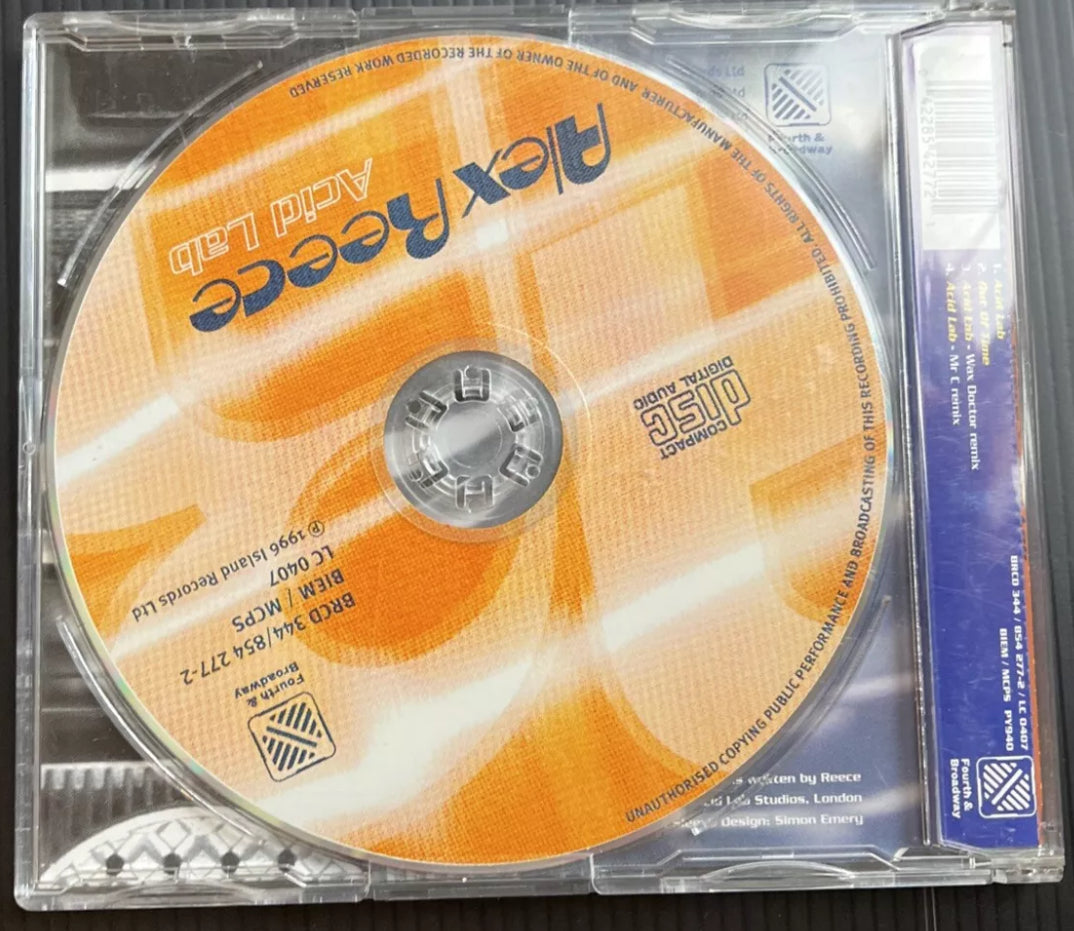 Alex Reece
Acid Lab
COMPACT
disc
DIGITAL AUDIO
℗ 1996 Island Records Ltd
LC 0407
BIEM / MCPS
BRCD 344/854 277-2
Fourth &
Broadway
UNAUTHORISED COPYING PUBLIC PERFORMANCE AND BROADCASTING OF THIS RECORDING PROHIBITED. ALL RIGHTS OF THE MANUFACTURER AND OF THE OWNER OF THE RECORDED WORK RESERVED
Ltd
Fourth &
Broadway
written by Reece
Lab Studios, London
Design: Simon Emery
42285 42772
1. Acid Lab
2. Out Of Time
3. Acid Lab - Wax Doctor remix
4. Acid Lab - Mr C remix
BRCD 344 / 854 277-2 / LC 0407
BIEM / MCPS PY940
Fourth &
Broadway